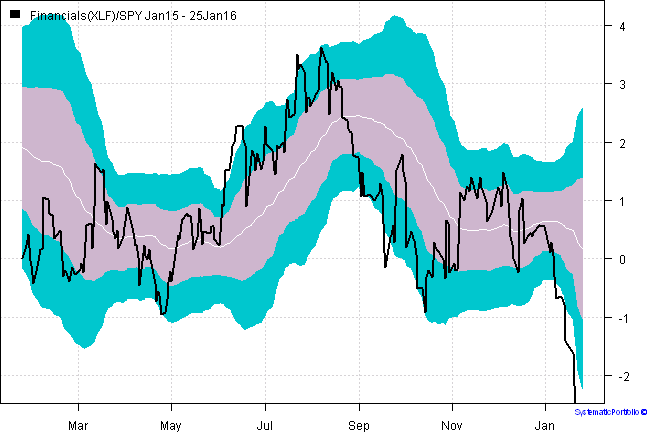 Financials(XLF)/SPY Jan15 - 25Jan16
4
3
2
1
0
-1
-2
Mar May Jul Sep Nov Jan
SystematicPortfolio ©